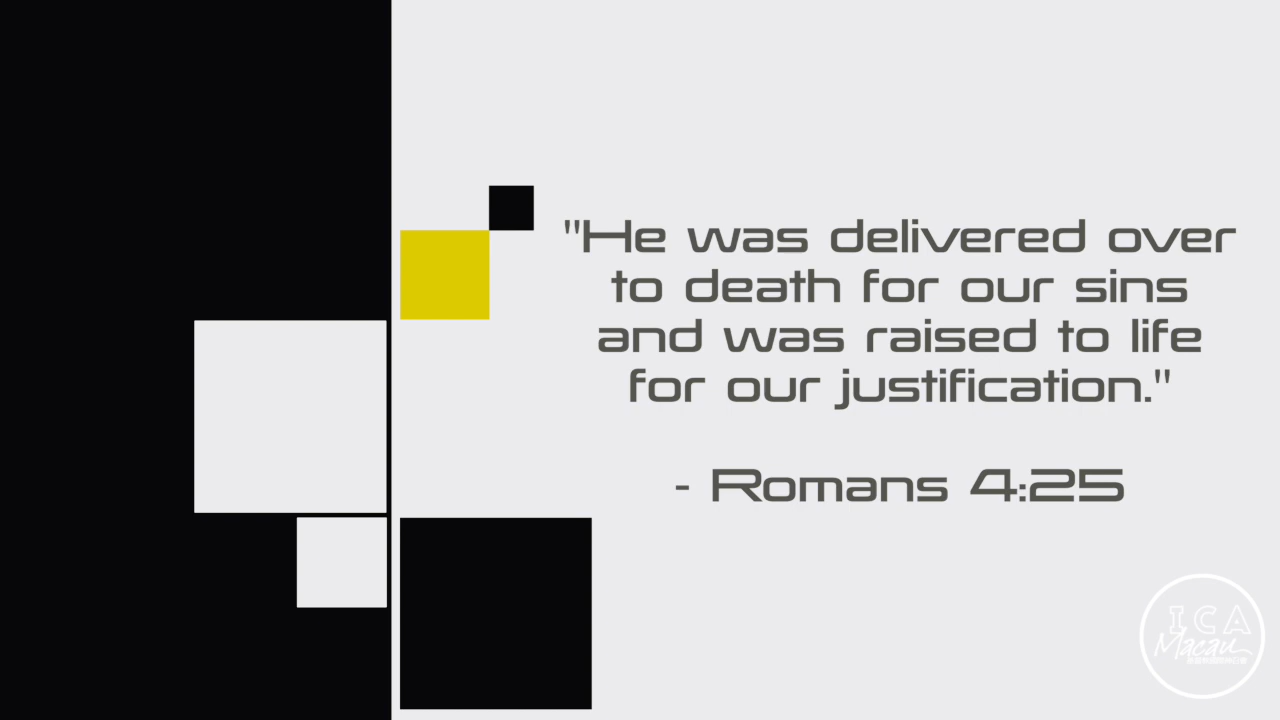 "He was delivered over
to death for our sins
and was raised to life
for our justification."
- Romans 4:25
ICA
Macau